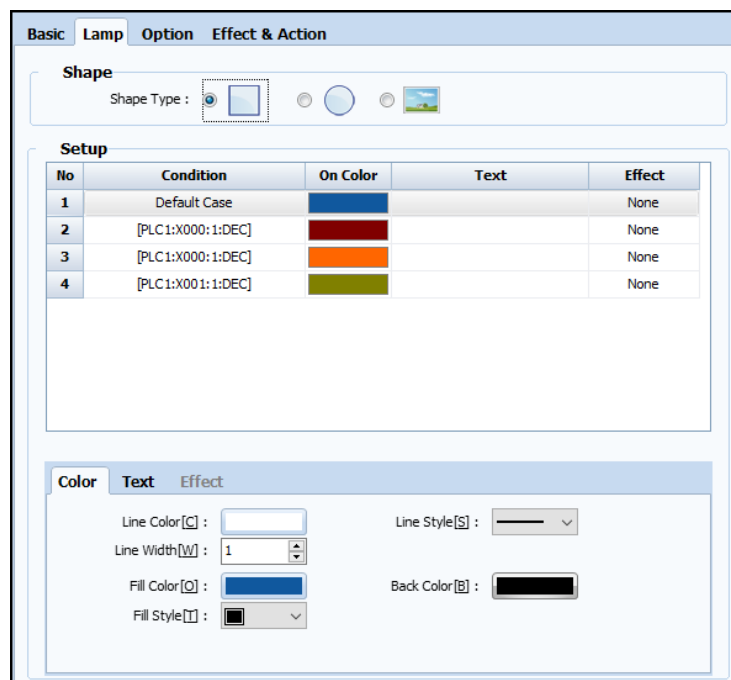 Basic Lamp Option Effect & Action
Shape
Shape Type :
Setup
No Condition On Color Text Effect
1 Default Case None
2 [PLC1:X000:1:DEC] None
3 [PLC1:X000:1:DEC] None
4 [PLC1:X001:1:DEC] None
Color Text Effect
Line Color[C] : Line Style[S] :
Line Width[W] : 1
Fill Color[O] : Back Color[B] :
Fill Style[T] :